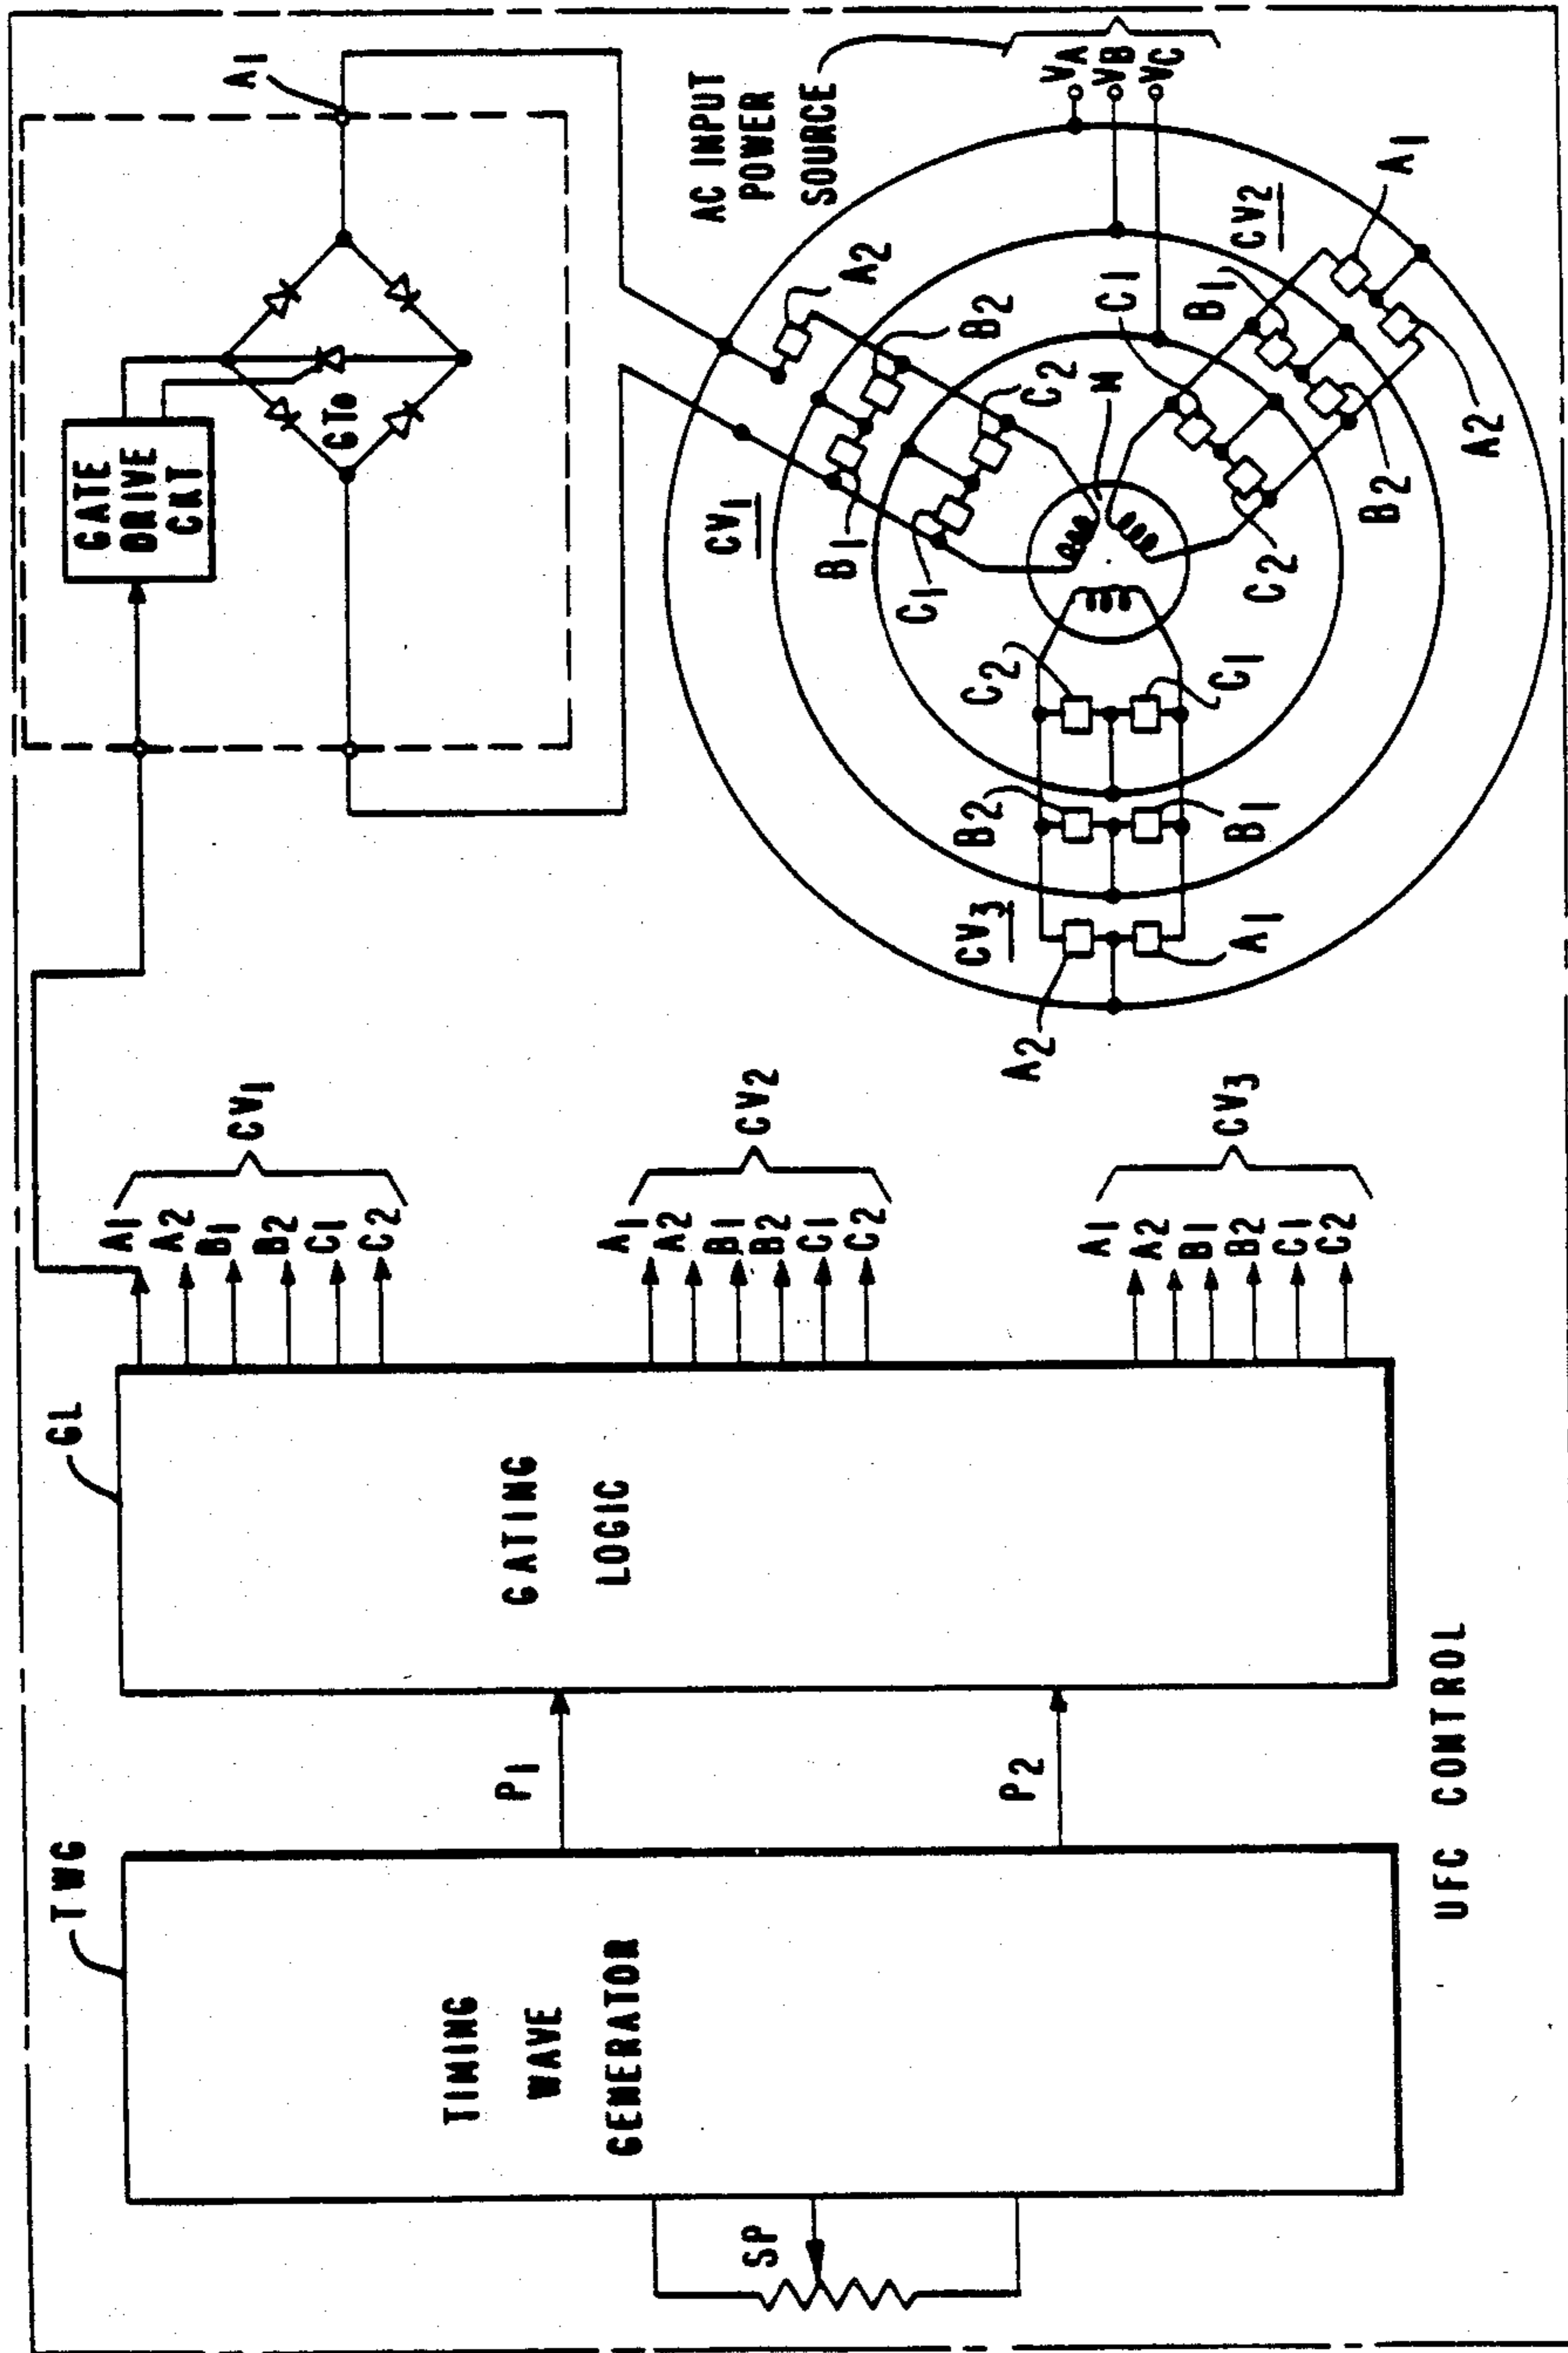 TWG
TIMING
WAVE
GENERATOR
SP
P1
P2
UFC CONTROL
GL
GATING
LOGIC
A1
A2
B1
B2
C1
C2
CV1
A1
A2
B1
B2
C1
C2
CV2
A1
A2
B1
B2
C1
C2
CV3
GATE
DRIVE
CKT
GTO
A1
AC INPUT
POWER
SOURCE
VA
VB
VC
CV1
A2
B2
C2
B1
C1
M
CV2
A1
B1
C1
A2
B2
C2
CV3
C2
C1
B2
B1
A2
A1